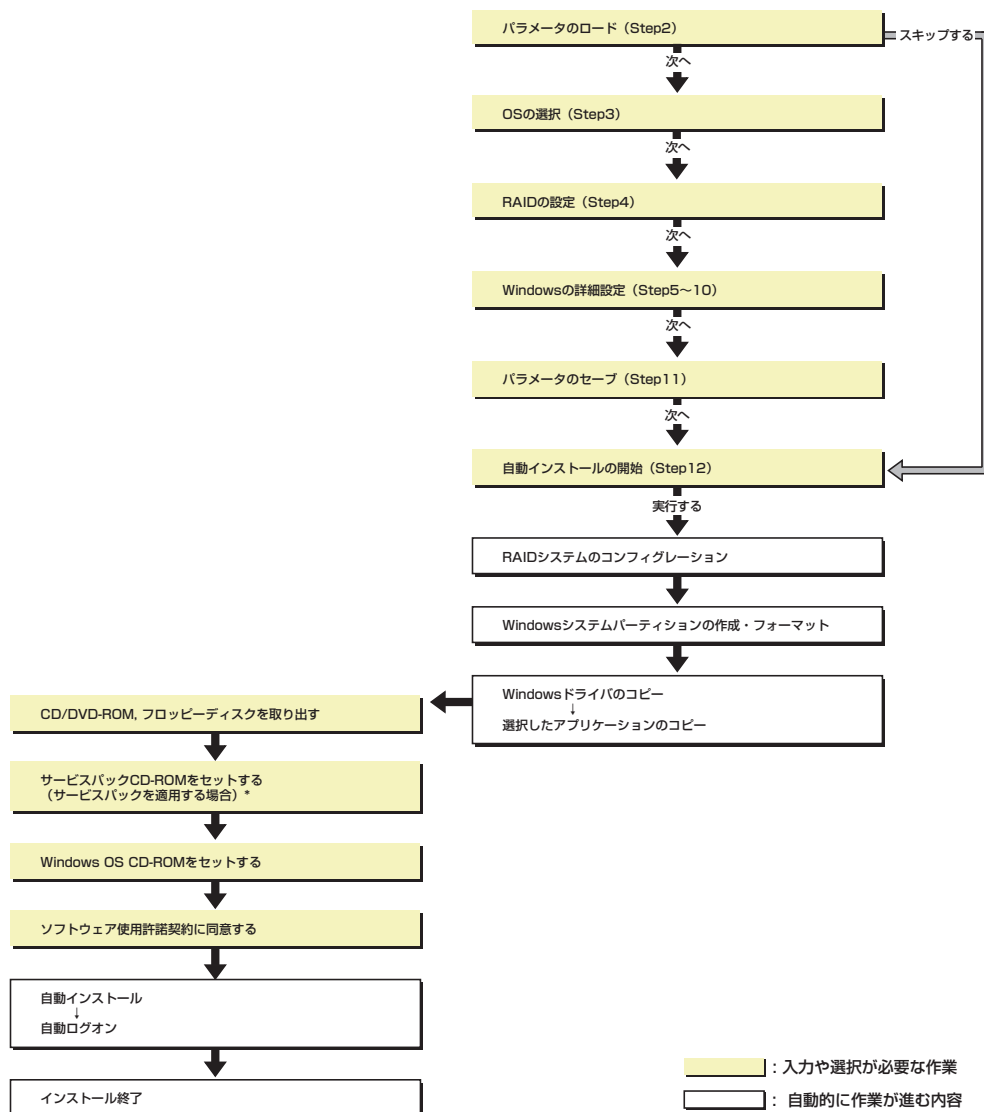 パラメータのロード（Step2）
スキップする
次へ
OSの選択（Step3）
次へ
RAIDの設定（Step4）
次へ
Windowsの詳細設定（Step5～10）
次へ
パラメータのセーブ（Step11）
次へ
自動インストールの開始（Step12）
実行する
RAIDシステムのコンフィグレーション
Windowsシステムパーティションの作成・フォーマット
Windowsドライバのコピー
↓
選択したアプリケーションのコピー
CD/DVD-ROM, フロッピーディスクを取り出す
サービスパックCD-ROMをセットする
（サービスパックを適用する場合）*
Windows OS CD-ROMをセットする
ソフトウェア使用許諾契約に同意する
自動インストール
↓
自動ログオン
インストール終了
：入力や選択が必要な作業
： 自動的に作業が進む内容